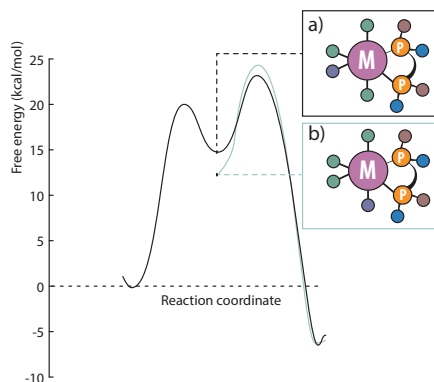 a)
M
P
P
b)
M
P
P
Free energy (kcal/mol)
25
20
15
10
5
0
-5
-10
Reaction coordinate